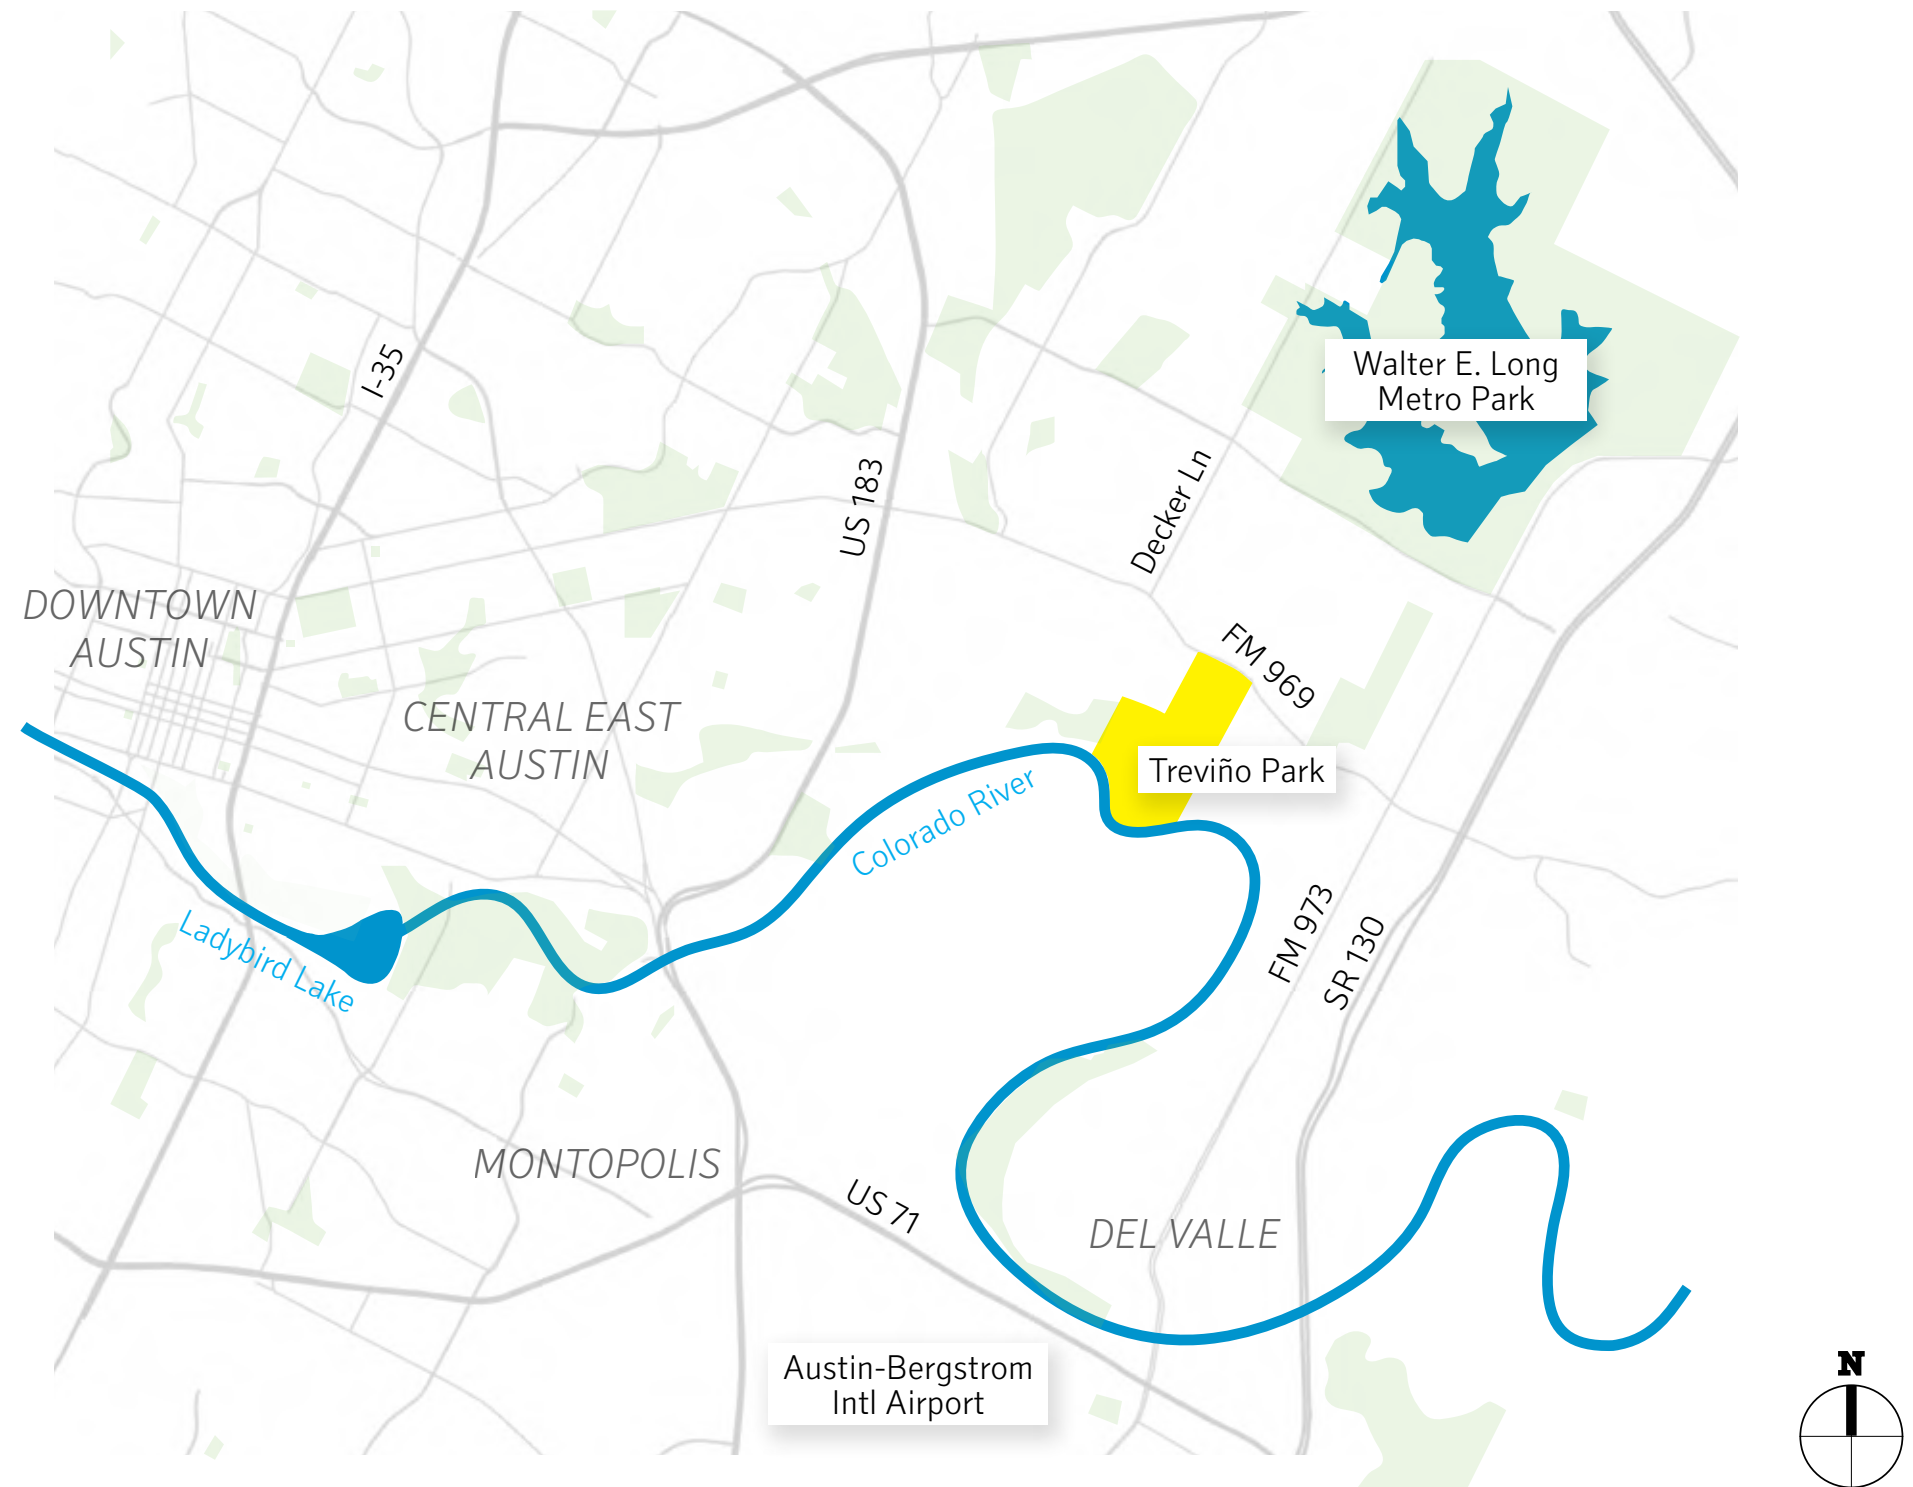 Walter E. Long
Metro Park
I-35
US 183
Decker Ln
DOWNTOWN
AUSTIN
FM 969
CENTRAL EAST
AUSTIN
Treviño Park
Colorado River
Ladybird Lake
FM 973
SR 130
MONTOPOLIS
US 71
DEL VALLE
Austin-Bergstrom
Intl Airport
N